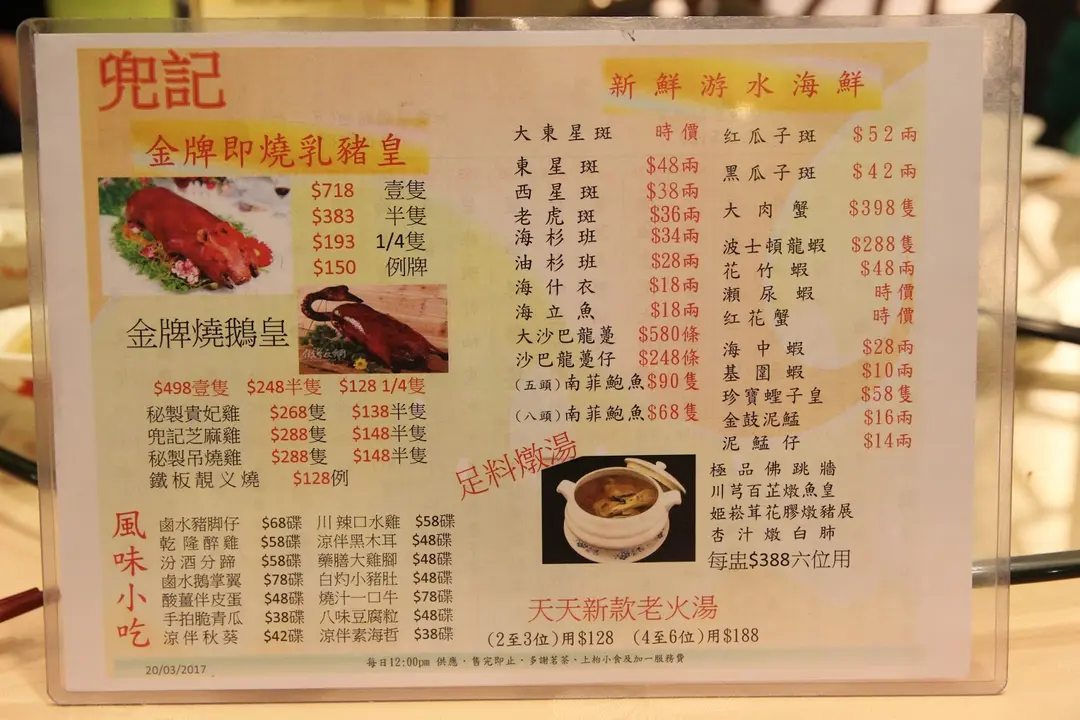 兜記
金牌即燒乳豬皇
$718 壹隻
$383 半隻
$193 1/4隻
$150 例牌
金牌燒鵝皇
$498壹隻 $248半隻 $128 1/4隻
秘製貴妃雞 $268隻 $138半隻
兜記芝麻雞 $288隻 $148半隻
秘製吊燒雞 $288隻 $148半隻
鐵板靚义燒 $128例
風味小吃
鹵水豬脚仔 $68碟 川辣口水雞 $58碟
乾隆醉雞 $58碟 涼伴黑木耳 $48碟
汾酒分蹄 $58碟 藥膳大雞腳 $48碟
鹵水鵝掌翼 $78碟 白灼小豬肚 $48碟
酸薑伴皮蛋 $48碟 燒汁一口牛 $78碟
手拍脆青瓜 $38碟 八味豆腐粒 $48碟
涼伴秋葵 $42碟 涼伴素海哲 $38碟
新鮮游水海鮮
大東星斑 時價
東星斑 $48兩
西星斑 $38兩
老虎斑 $36兩
海杉班 $34兩
油杉班 $28兩
海什衣 $18兩
海立魚 $18兩
大沙巴龍躉 $580條
沙巴龍躉仔 $248條
(五頭)南菲鮑魚 $90隻
(八頭)南菲鮑魚 $68隻
红瓜子斑 $52兩
黑瓜子斑 $42兩
大肉蟹 $398隻
波士頓龍蝦 $288隻
花竹蝦 $48兩
瀨尿蝦 時價
红花蟹 時價
海中蝦 $28兩
基圍蝦 $10兩
珍寶蟶子皇 $58隻
金鼓泥鯭 $16兩
泥鯭仔 $14兩
足料燉湯
極品佛跳牆
川芎百芷燉魚皇
姬崧茸花膠燉豬展
杏汁燉白肺
每盅$388六位用
天天新款老火湯
(2至3位)用$128 (4至6位)用$188
每日12:00pm 供應，售完即止，多謝茗茶、上枱小食及加一服務費
20/03/2017